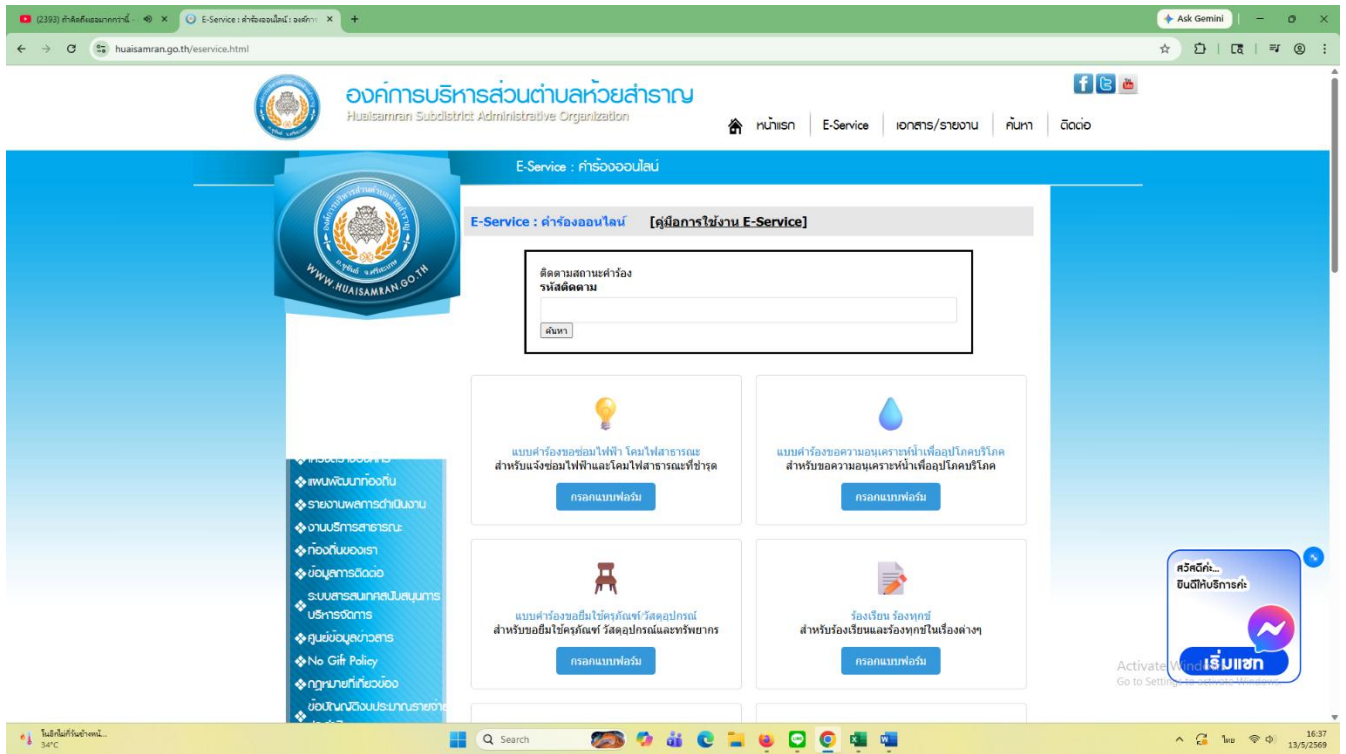 (2393) คำคิดถึงเธอมากกว่านี้
E-Service : คำร้องออนไลน์ : องค์การ
Ask Gemini
huaisamran.go.th/eservice.html
องค์การบริหารส่วนตำบลห้วยสำราญ
Huaisamran Subdistrict Administrative Organization
หน้าแรก E-Service เอกสาร/รายงาน ค้นหา ติดต่อ
E-Service : คำร้องออนไลน์
WWW.HUAISAMRAN.GO.TH
E-Service : คำร้องออนไลน์ [คู่มือการใช้งาน E-Service]
ติดตามสถานะคำร้อง
รหัสติดตาม
ค้นหา
แบบคำร้องขอซ่อมไฟฟ้า โคมไฟสาธารณะ
สำหรับแจ้งซ่อมไฟฟ้าและโคมไฟสาธารณะที่ชำรุด
กรอกแบบฟอร์ม
แบบคำร้องขอความอนุเคราะห์น้ำเพื่ออุปโภคบริโภค
สำหรับขอความอนุเคราะห์น้ำเพื่ออุปโภคบริโภค
กรอกแบบฟอร์ม
แผนพัฒนาท้องถิ่น
รายงานผลการดำเนินงาน
งานบริการสาธารณะ
ท้องถิ่นของเรา
ข้อมูลการติดต่อ
ระบบสารสนเทศสนับสนุนการ
บริหารจัดการ
ศูนย์ข้อมูลข่าวสาร
No Gift Policy
กฎหมายที่เกี่ยวข้อง
ข้อบัญญัติงบประมาณรายจ่าย
แบบคำร้องขอยืมใช้ครุภัณฑ์/วัสดุอุปกรณ์
สำหรับขอยืมใช้ครุภัณฑ์ วัสดุอุปกรณ์และทรัพยากร
กรอกแบบฟอร์ม
ร้องเรียน ร้องทุกข์
สำหรับร้องเรียนและร้องทุกข์ในเรื่องต่างๆ
กรอกแบบฟอร์ม
สวัสดีค่ะ...
ยินดีให้บริการค่ะ
เริ่มแชท
Activate Windows
Go to Settings to activate Windows.
34°C
Search
ไทย
16:37
13/5/2569